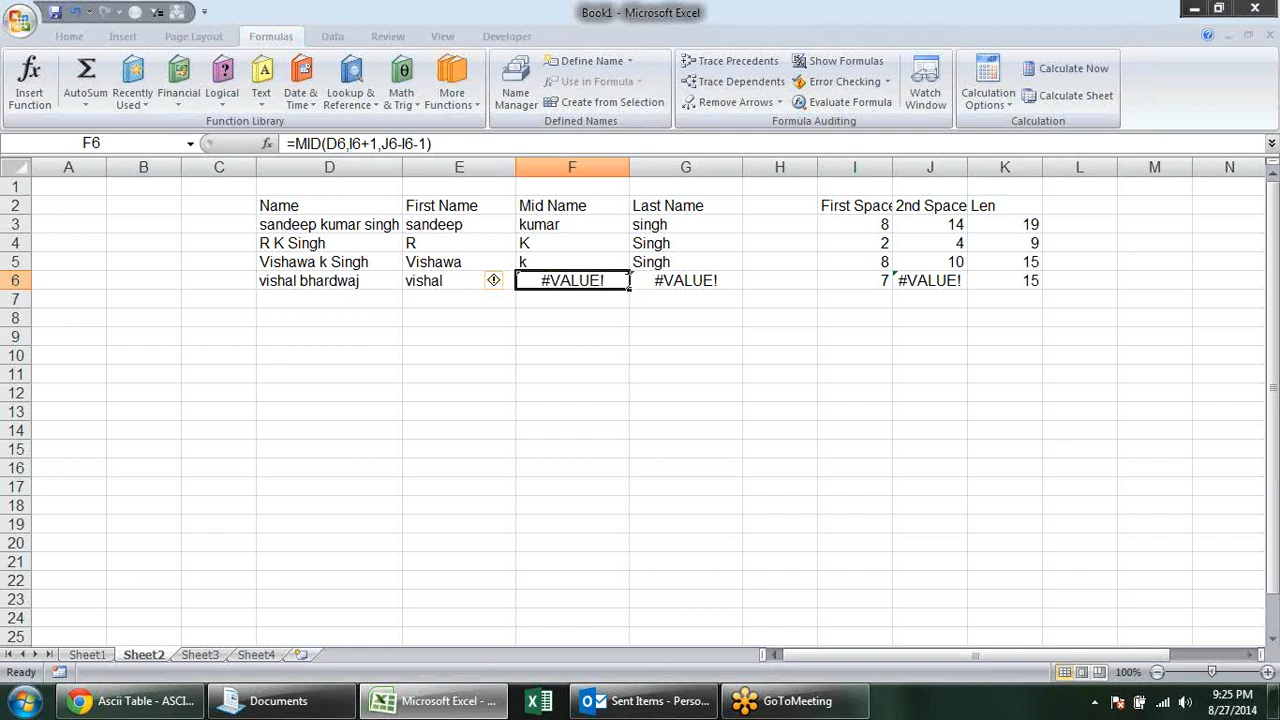 Book1 - Microsoft Excel
Home Insert Page Layout Formulas Data Review View Developer
fx Insert Function
Σ AutoSum
Recently Used
Financial
Logical
A Text
Date & Time
Lookup & Reference
θ Math & Trig
More Functions
Function Library
Name Manager
Define Name
Use in Formula
Create from Selection
Defined Names
Trace Precedents
Trace Dependents
Remove Arrows
Show Formulas
Error Checking
Evaluate Formula
Formula Auditing
Watch Window
Calculation Options
Calculate Now
Calculate Sheet
Calculation
F6 fx =MID(D6,I6+1,J6-I6-1)
A B C D E F G H I J K L M N
1
2 Name First Name Mid Name Last Name First Space 2nd Space Len
3 sandeep kumar singh sandeep kumar singh 8 14 19
4 R K Singh R K Singh 2 4 9
5 Vishawa k Singh Vishawa k Singh 8 10 15
6 vishal bhardwaj vishal #VALUE! #VALUE! 7 #VALUE! 15
7
8
9
10
11
12
13
14
15
16
17
18
19
20
21
22
23
24
25
Sheet1 Sheet2 Sheet3 Sheet4
Ready 100%
Ascii Table - ASCI... Documents Microsoft Excel - ... Sent Items - Perso... GoToMeeting
9:25 PM
8/27/2014